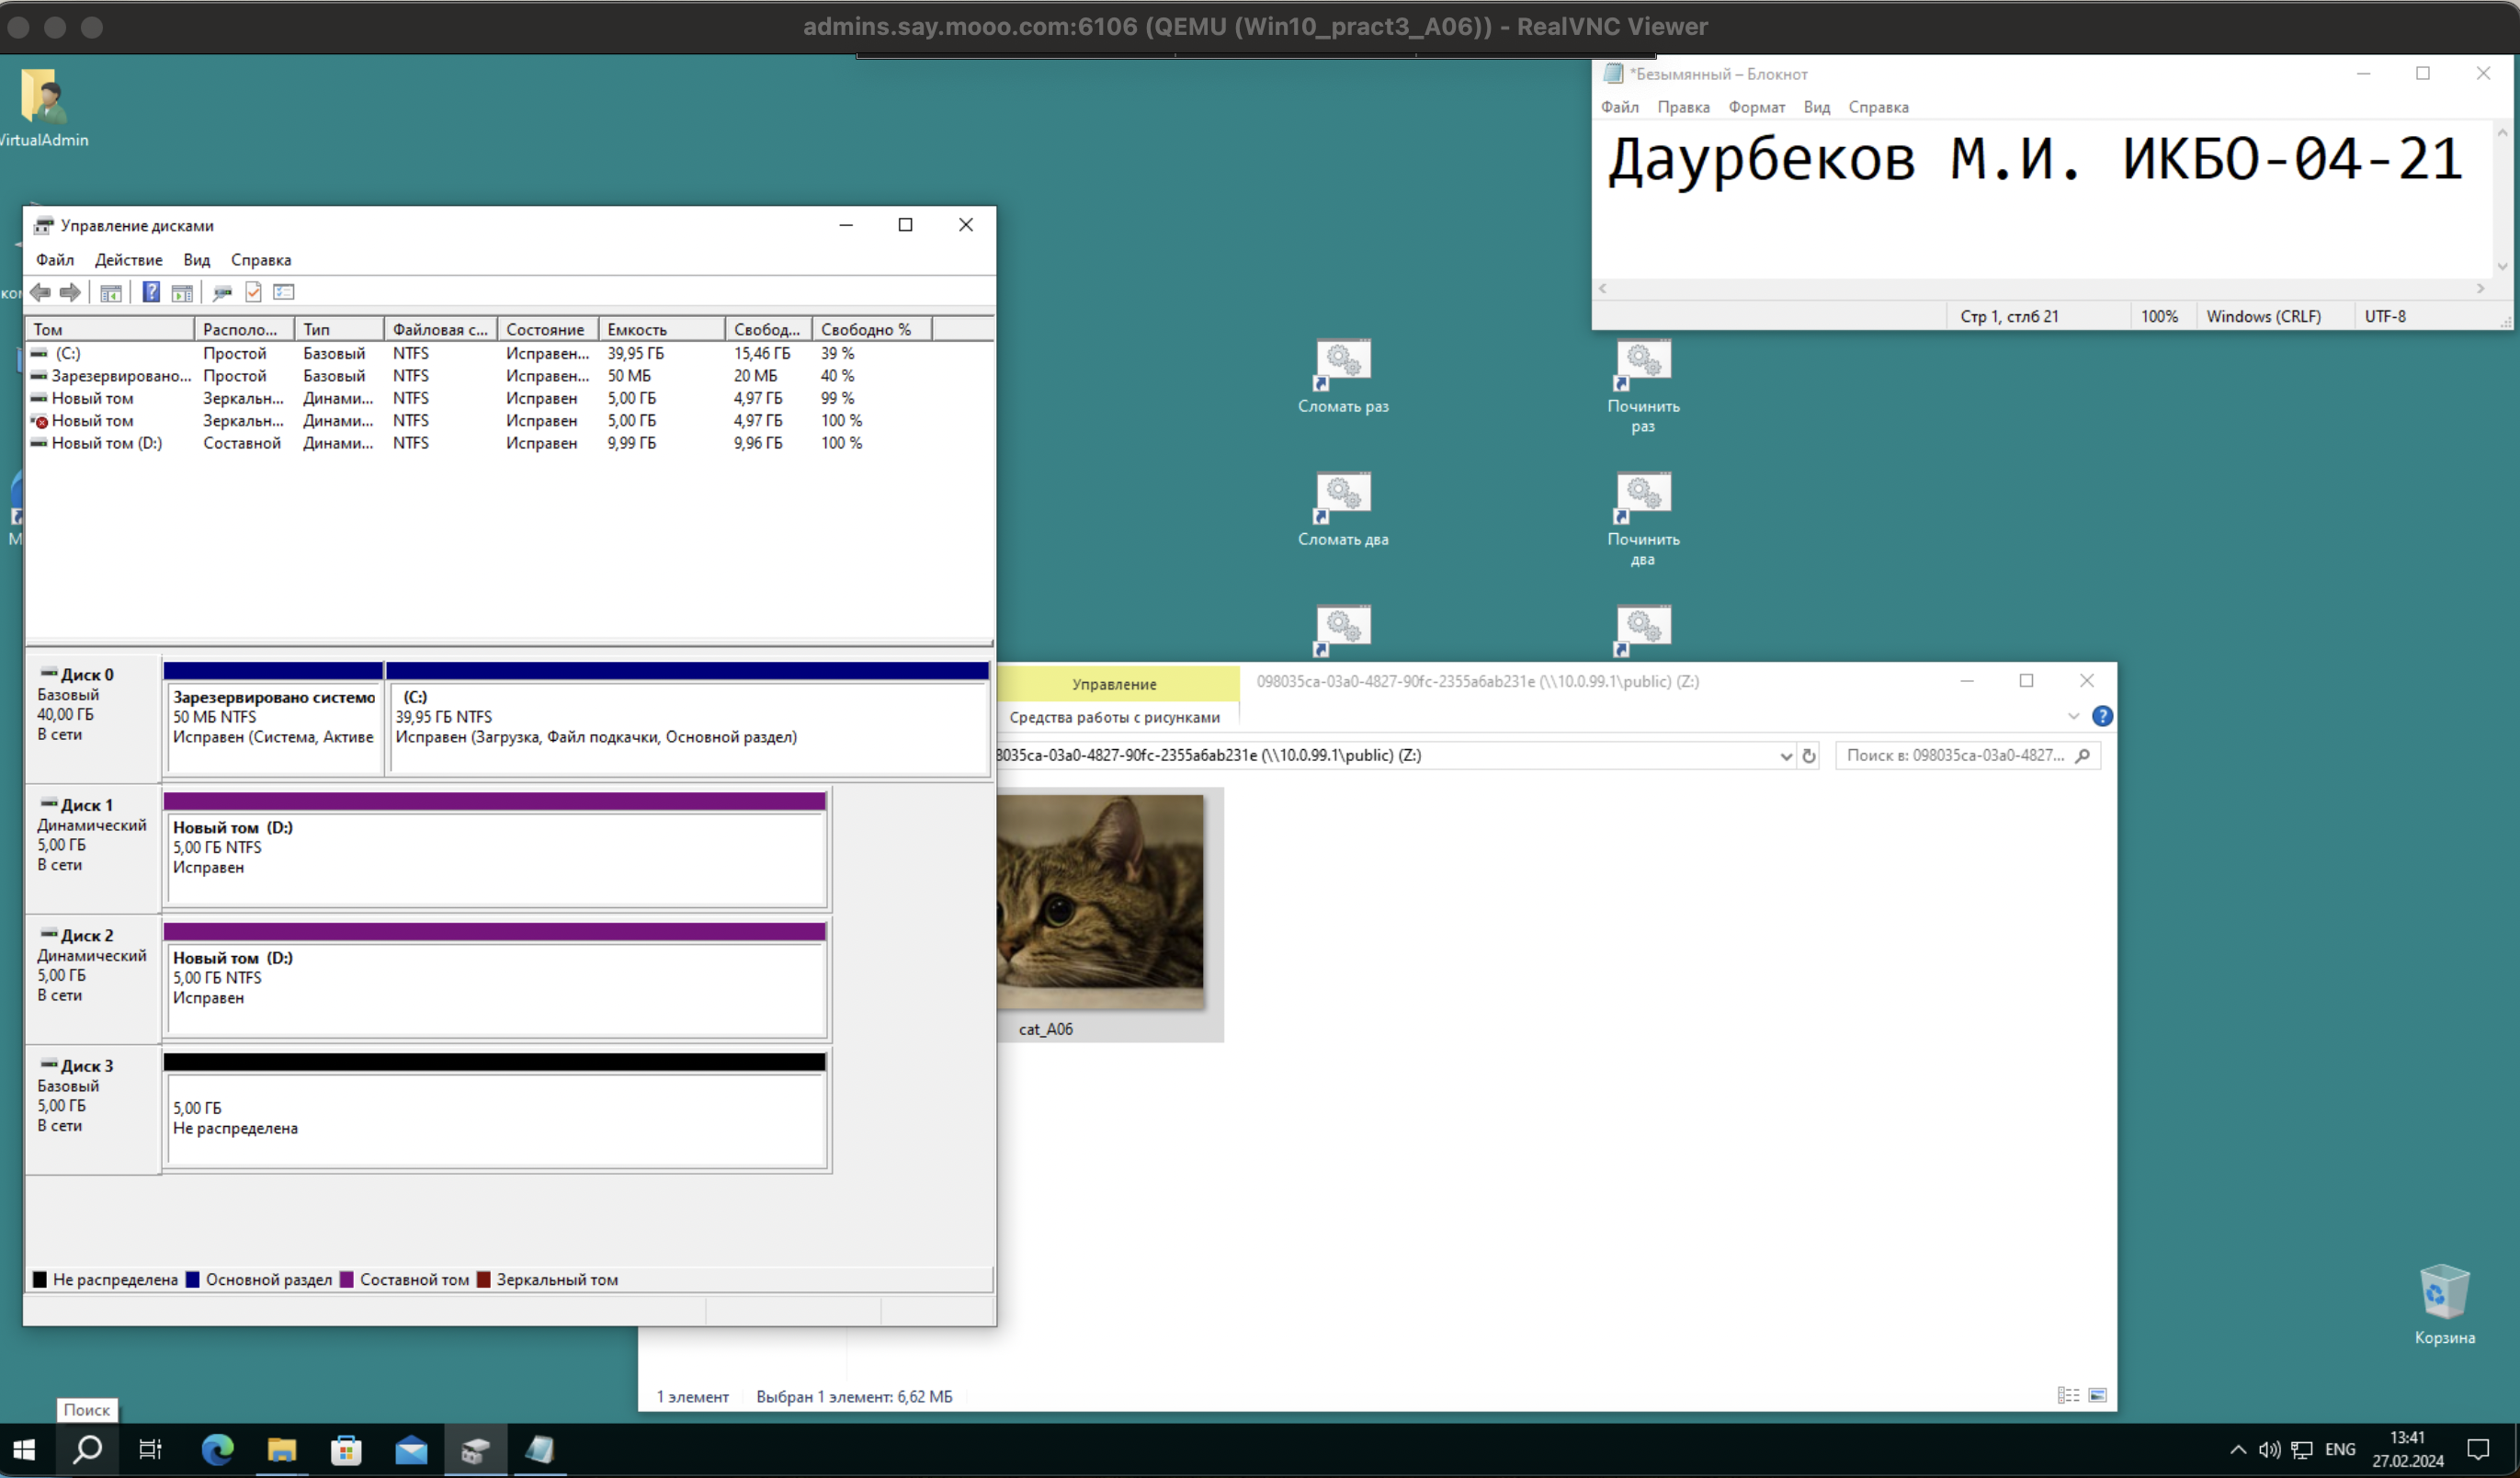 admins.say.mooo.com:6106 (QEMU (Win10_pract3_A06)) - RealVNC Viewer
VirtualAdmin
*Безымянный – Блокнот
Файл Правка Формат Вид Справка
Даурбеков М.И. ИКБО-04-21
Стр 1, стлб 21 100% Windows (CRLF) UTF-8
Управление дисками
Файл Действие Вид Справка
Том Располо... Тип Файловая с... Состояние Емкость Свобод... Свободно %
(C:) Простой Базовый NTFS Исправен... 39,95 ГБ 15,46 ГБ 39 %
Зарезервировано... Простой Базовый NTFS Исправен... 50 МБ 20 МБ 40 %
Новый том Зеркальн... Динами... NTFS Исправен 5,00 ГБ 4,97 ГБ 99 %
Новый том Зеркальн... Динами... NTFS Исправен 5,00 ГБ 4,97 ГБ 100 %
Новый том (D:) Составной Динами... NTFS Исправен 9,99 ГБ 9,96 ГБ 100 %
Диск 0
Базовый
40,00 ГБ
В сети
Зарезервировано системо
50 МБ NTFS
Исправен (Система, Активе
(C:)
39,95 ГБ NTFS
Исправен (Загрузка, Файл подкачки, Основной раздел)
Диск 1
Динамический
5,00 ГБ
В сети
Новый том (D:)
5,00 ГБ NTFS
Исправен
Диск 2
Динамический
5,00 ГБ
В сети
Новый том (D:)
5,00 ГБ NTFS
Исправен
Диск 3
Базовый
5,00 ГБ
В сети
5,00 ГБ
Не распределена
Не распределена Основной раздел Составной том Зеркальный том
Сломать раз
Починить
раз
Сломать два
Починить
два
Управление 098035ca-03a0-4827-90fc-2355a6ab231e (\\10.0.99.1\public) (Z:)
Средства работы с рисунками
8035ca-03a0-4827-90fc-2355a6ab231e (\\10.0.99.1\public) (Z:) Поиск в: 098035ca-03a0-4827...
cat_A06
1 элемент Выбран 1 элемент: 6,62 МБ
Корзина
Поиск
ENG
13:41
27.02.2024